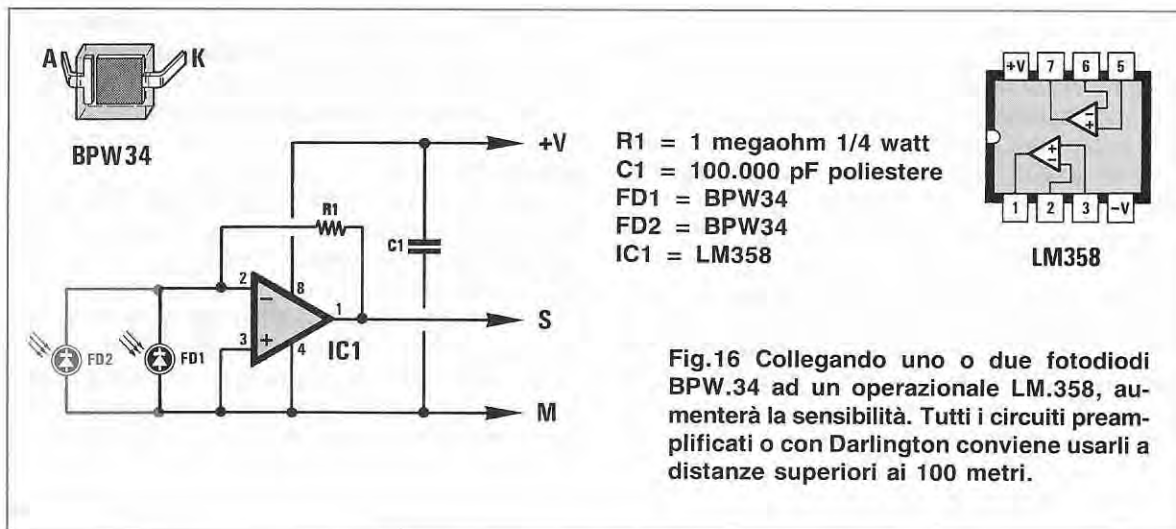 A K
BPW34
+V
R1
C1
2
8
1
3
4
IC1
S
FD2
FD1
M
R1 = 1 megaohm 1/4 watt
C1 = 100.000 pF poliestere
FD1 = BPW34
FD2 = BPW34
IC1 = LM358
+V 7 6 5
1 2 3 -V
LM358
Fig.16 Collegando uno o due fotodiodi
BPW.34 ad un operazionale LM.358, au-
menterà la sensibilità. Tutti i circuiti pream-
plificati o con Darlington conviene usarli a
distanze superiori ai 100 metri.